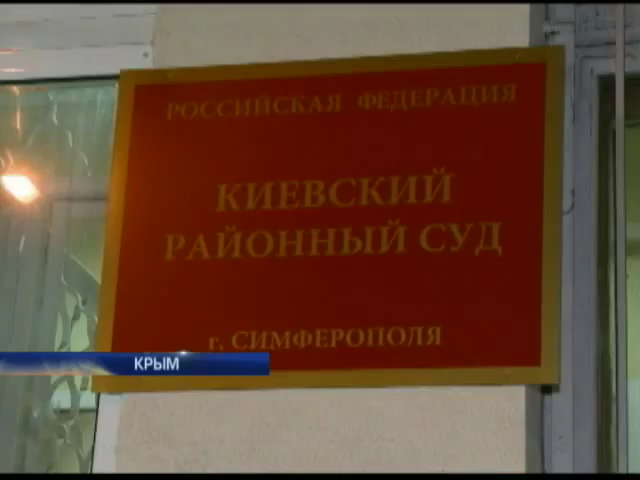 РОССИЙСКАЯ ФЕДЕРАЦИЯ
КИЕВСКИЙ
РАЙОННЫЙ СУД
г. СИМФЕРОПОЛЯ
КРЫМ